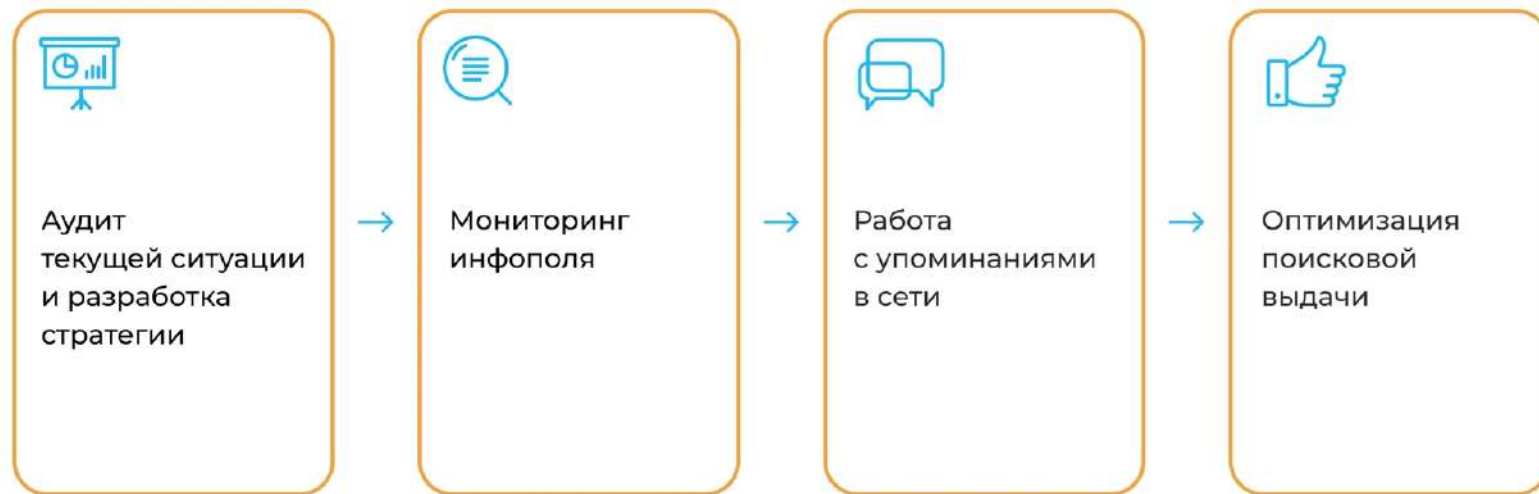 Аудит
текущей ситуации
и разработка
стратегии
Мониторинг
инфополя
Работа
с упоминаниями
в сети
Оптимизация
поисковой
выдачи